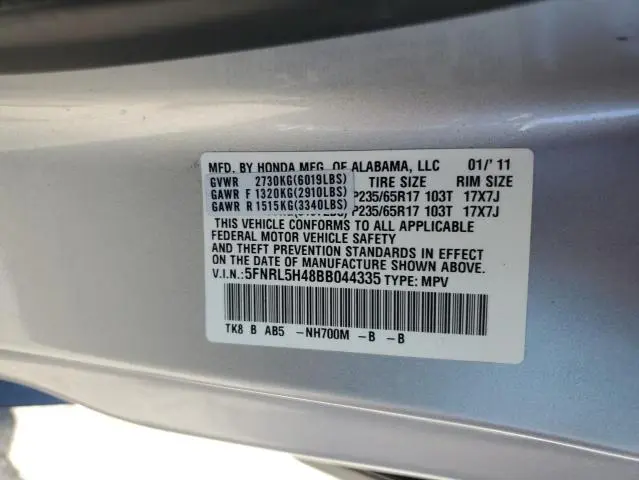 MFD. BY HONDA MFG. OF ALABAMA, LLC 01/'11
GVWR 2730KG(6019LBS) TIRE SIZE RIM SIZE
GAWR F 1320KG(2910LBS) P235/65R17 103T 17X7J
GAWR R 1515KG(3340LBS) P235/65R17 103T 17X7J
THIS VEHICLE CONFORMS TO ALL APPLICABLE
FEDERAL MOTOR VEHICLE SAFETY
AND THEFT PREVENTION STANDARDS IN EFFECT
ON THE DATE OF MANUFACTURE SHOWN ABOVE.
V.I.N.:5FNRL5H48BB044335 TYPE: MPV
TK8 B AB5 -NH700M -B -B